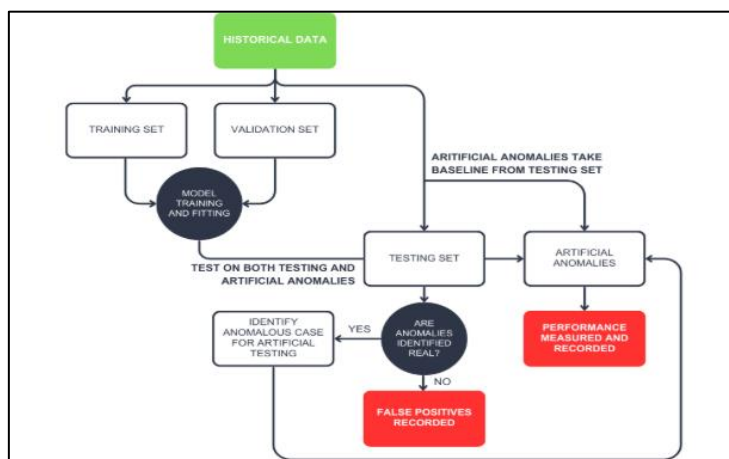 HISTORICAL DATA
TRAINING SET
VALIDATION SET
ARITIFICIAL ANOMALIES TAKE
BASELINE FROM TESTING SET
MODEL
TRAINING
AND FITTING
TEST ON BOTH TESTING AND
ARTIFICIAL ANOMALIES
TESTING SET
ARTIFICIAL
ANOMALIES
IDENTIFY
ANOMALOUS CASE
FOR ARTIFICIAL
TESTING
YES
ARE
ANOMALIES
IDENTIFIED
REAL?
PERFORMANCE
MEASURED AND
RECORDED
NO
FALSE POSITIVES
RECORDED